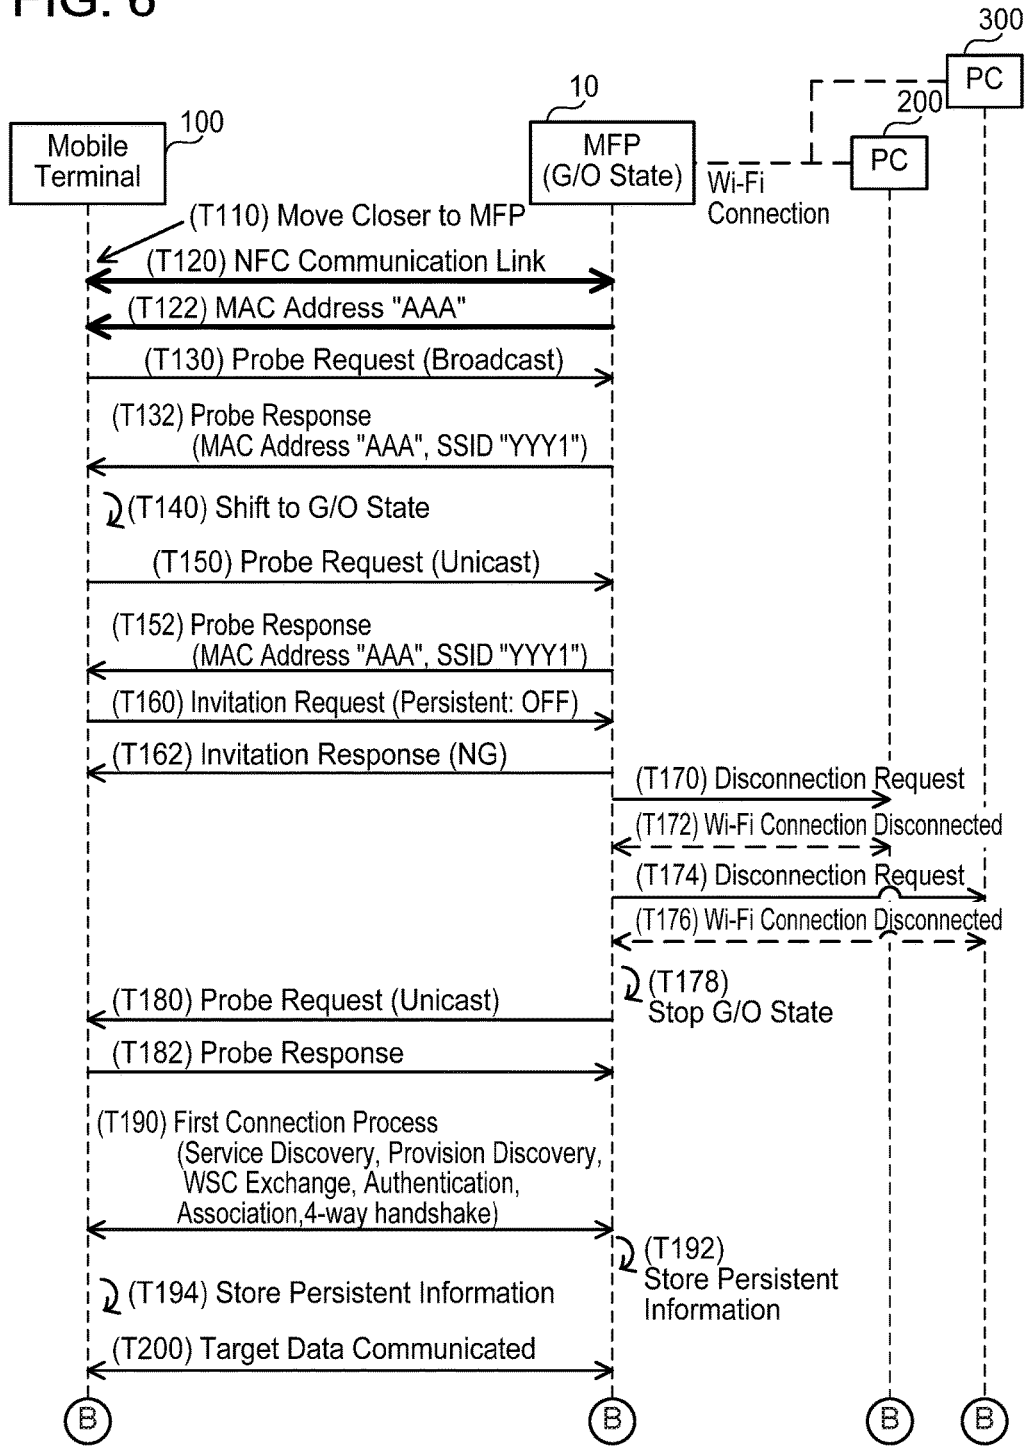 FIG. 6
300
PC
10
200
100
Mobile
Terminal
MFP
(G/O State)
PC
Wi-Fi
Connection
(T110) Move Closer to MFP
(T120) NFC Communication Link
(T122) MAC Address "AAA"
(T130) Probe Request (Broadcast)
(T132) Probe Response
(MAC Address "AAA", SSID "YYY1")
(T140) Shift to G/O State
(T150) Probe Request (Unicast)
(T152) Probe Response
(MAC Address "AAA", SSID "YYY1")
(T160) Invitation Request (Persistent: OFF)
(T162) Invitation Response (NG)
(T170) Disconnection Request
(T172) Wi-Fi Connection Disconnected
(T174) Disconnection Request
(T176) Wi-Fi Connection Disconnected
(T178)
Stop G/O State
(T180) Probe Request (Unicast)
(T182) Probe Response
(T190) First Connection Process
(Service Discovery, Provision Discovery,
WSC Exchange, Authentication,
Association,4-way handshake)
(T192)
Store Persistent
Information
(T194) Store Persistent Information
(T200) Target Data Communicated
B
B
B
B